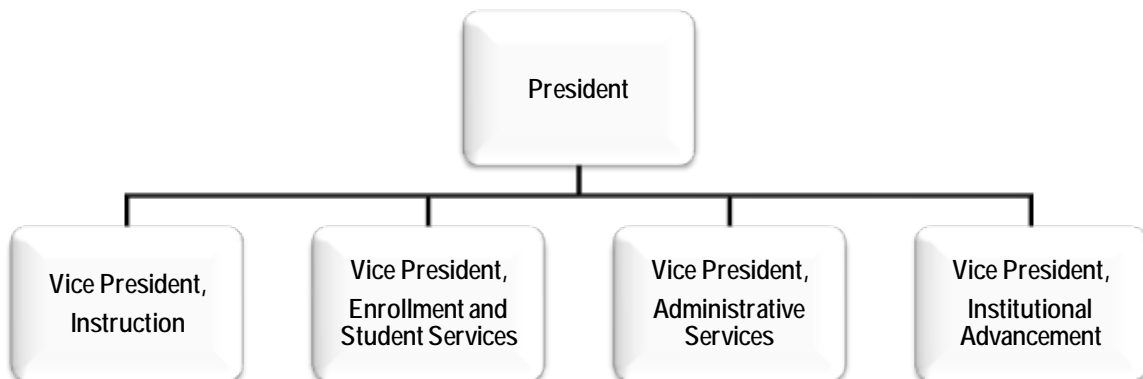 President
Vice President,
Instruction
Vice President,
Enrollment and
Student Services
Vice President,
Administrative
Services
Vice President,
Institutional
Advancement